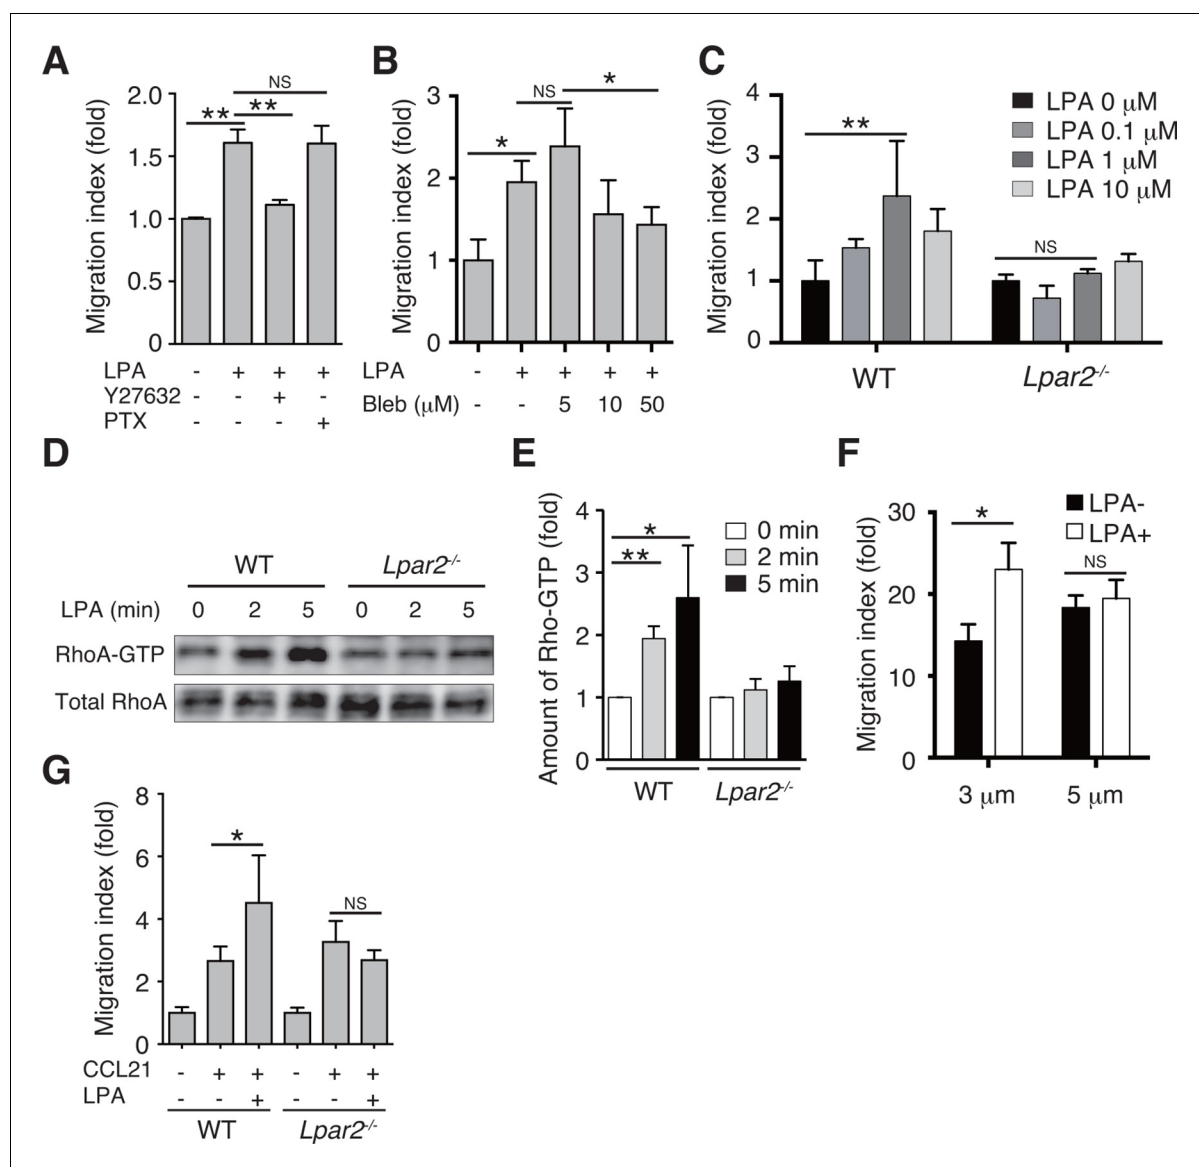 A
Migration index (fold)
2.0
1.5
1.0
0.5
0
**
**
NS
LPA - + + +
Y27632 - - + -
PTX - - - +
B
Migration index (fold)
3
2
1
0
*
NS
*
LPA - + + + +
Bleb (μM) - - 5 10 50
C
Migration index (fold)
4
3
2
1
0
**
NS
LPA 0 μM
LPA 0.1 μM
LPA 1 μM
LPA 10 μM
WT Lpar2-/-
D
WT Lpar2-/-
LPA (min) 0 2 5 0 2 5
RhoA-GTP
Total RhoA
E
Amount of Rho-GTP (fold)
4
3
2
1
0
*
**
0 min
2 min
5 min
WT Lpar2-/-
F
Migration index (fold)
30
20
10
0
*
NS
LPA-
LPA+
3 μm 5 μm
G
Migration index (fold)
8
6
4
2
0
*
NS
CCL21 - + + - + +
LPA - - + - - +
WT Lpar2-/-